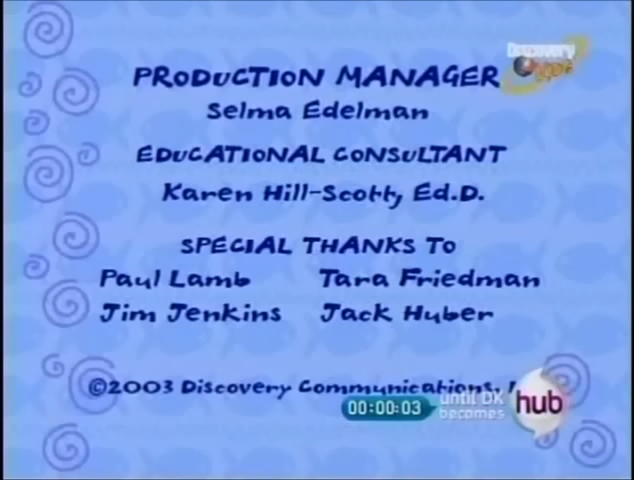 Discovery
Kids
PRODUCTION MANAGER
Selma Edelman
EDUCATIONAL CONSULTANT
Karen Hill-Scotty Ed.D.
SPECIAL THANKS TO
Paul Lamb Tara Friedman
Jim Jenkins Jack Huber
©2003 Discovery Communications,
00:00:03 until DK becomes hub